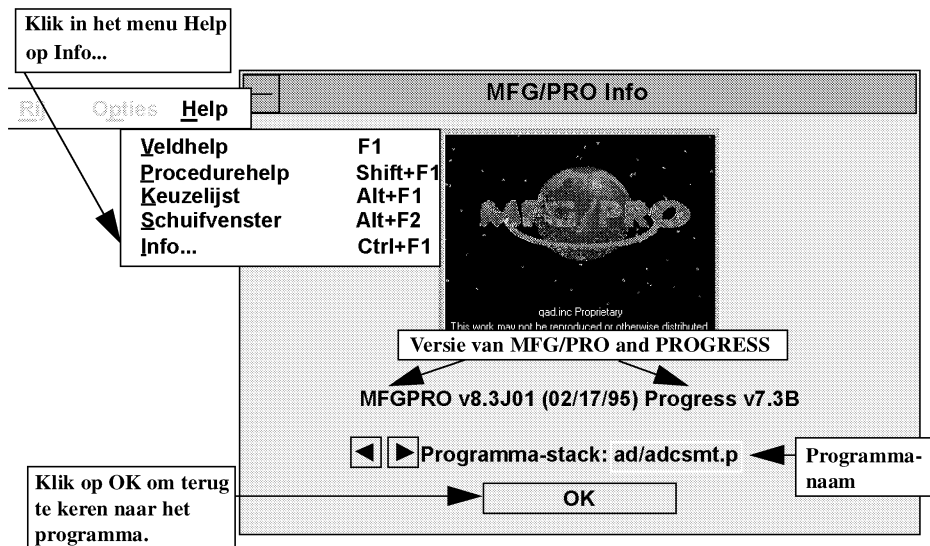 Klik in het menu Help
op Info...
MFG/PRO Info
Rij Opties Help
Veldhelp F1
Procedurehelp Shift+F1
Keuzelijst Alt+F1
Schuifvenster Alt+F2
Info... Ctrl+F1
MFG/PRO
qad.inc Proprietary
This work may not be reproduced or otherwise distributed
Versie van MFG/PRO and PROGRESS
MFGPRO v8.3J01 (02/17/95) Progress v7.3B
Programma-stack: ad/adcsmt.p
Programma-
naam
Klik op OK om terug
te keren naar het
programma.
OK